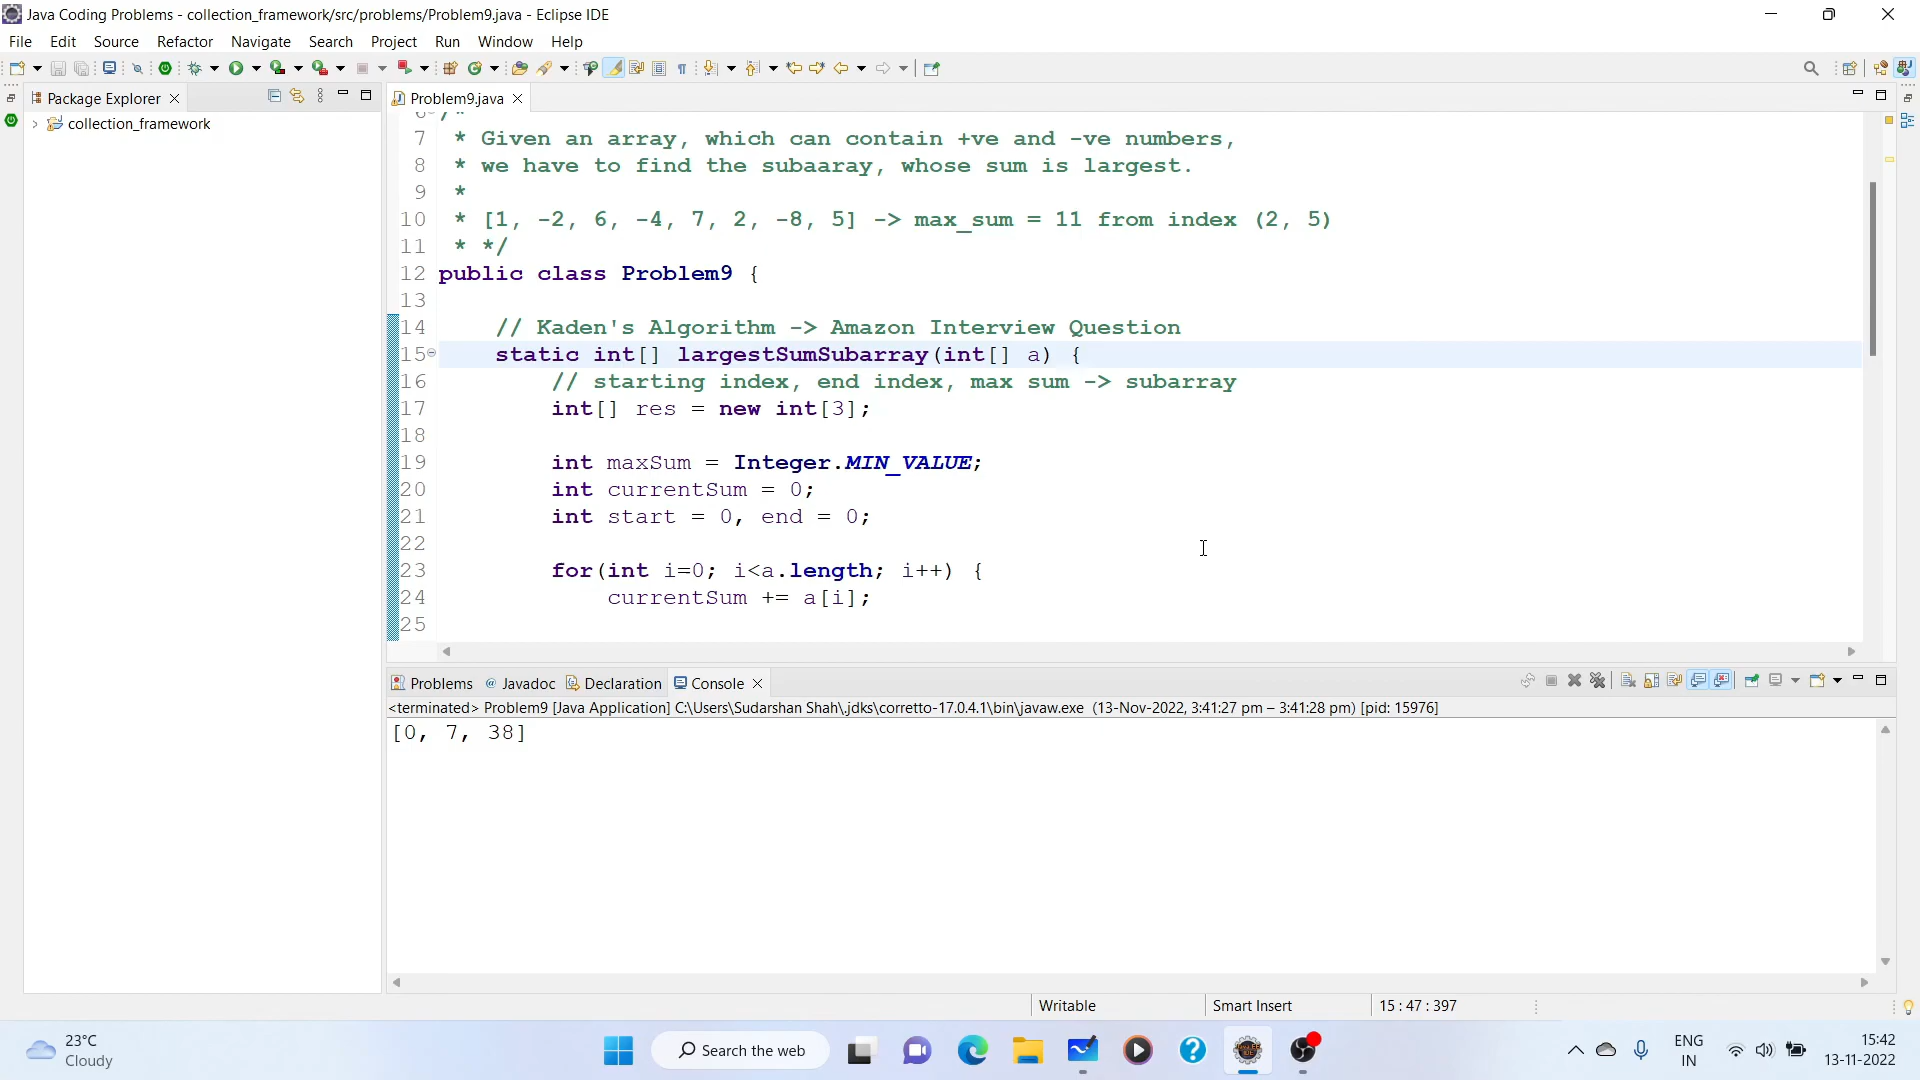 Java Coding Problems - collection_framework/src/problems/Problem9.java - Eclipse IDE
File Edit Source Refactor Navigate Search Project Run Window Help
Package Explorer
collection_framework
Problem9.java
7 * Given an array, which can contain +ve and -ve numbers,
8 * we have to find the subaaray, whose sum is largest.
9 *
10 * [1, -2, 6, -4, 7, 2, -8, 5] -> max_sum = 11 from index (2, 5)
11 * */
12 public class Problem9 {
13
14 // Kaden's Algorithm -> Amazon Interview Question
15 static int[] largestSumSubarray(int[] a) {
16 // starting index, end index, max sum -> subarray
17 int[] res = new int[3];
18
19 int maxSum = Integer.MIN_VALUE;
20 int currentSum = 0;
21 int start = 0, end = 0;
22
23 for(int i=0; i<a.length; i++) {
24 currentSum += a[i];
25
Problems @ Javadoc Declaration Console
<terminated> Problem9 [Java Application] C:\Users\Sudarshan Shah\.jdks\corretto-17.0.4.1\bin\javaw.exe (13-Nov-2022, 3:41:27 pm – 3:41:28 pm) [pid: 15976]
[0, 7, 38]
Writable Smart Insert 15 : 47 : 397
23°C
Cloudy
Search the web
ENG
IN
15:42
13-11-2022